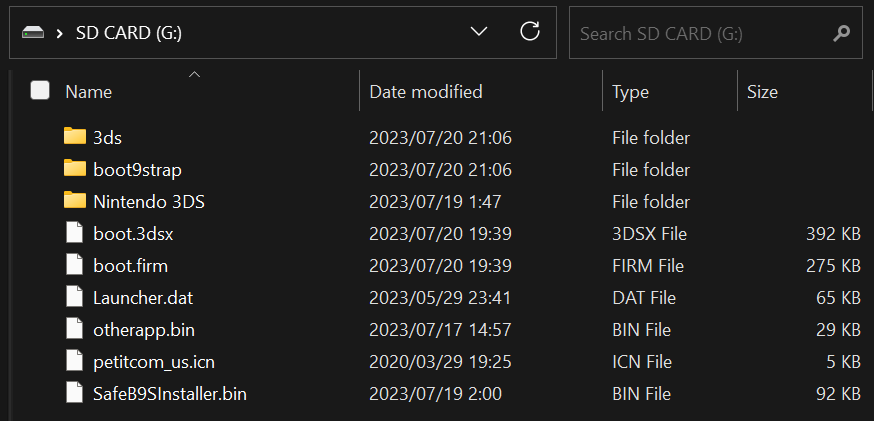 SD CARD (G:) Search SD CARD (G:)
Name Date modified Type Size
3ds 2023/07/20 21:06 File folder
boot9strap 2023/07/20 21:06 File folder
Nintendo 3DS 2023/07/19 1:47 File folder
boot.3dsx 2023/07/20 19:39 3DSX File 392 KB
boot.firm 2023/07/20 19:39 FIRM File 275 KB
Launcher.dat 2023/05/29 23:41 DAT File 65 KB
otherapp.bin 2023/07/17 14:57 BIN File 29 KB
petitcom_us.icn 2020/03/29 19:25 ICN File 5 KB
SafeB9SInstaller.bin 2023/07/19 2:00 BIN File 92 KB